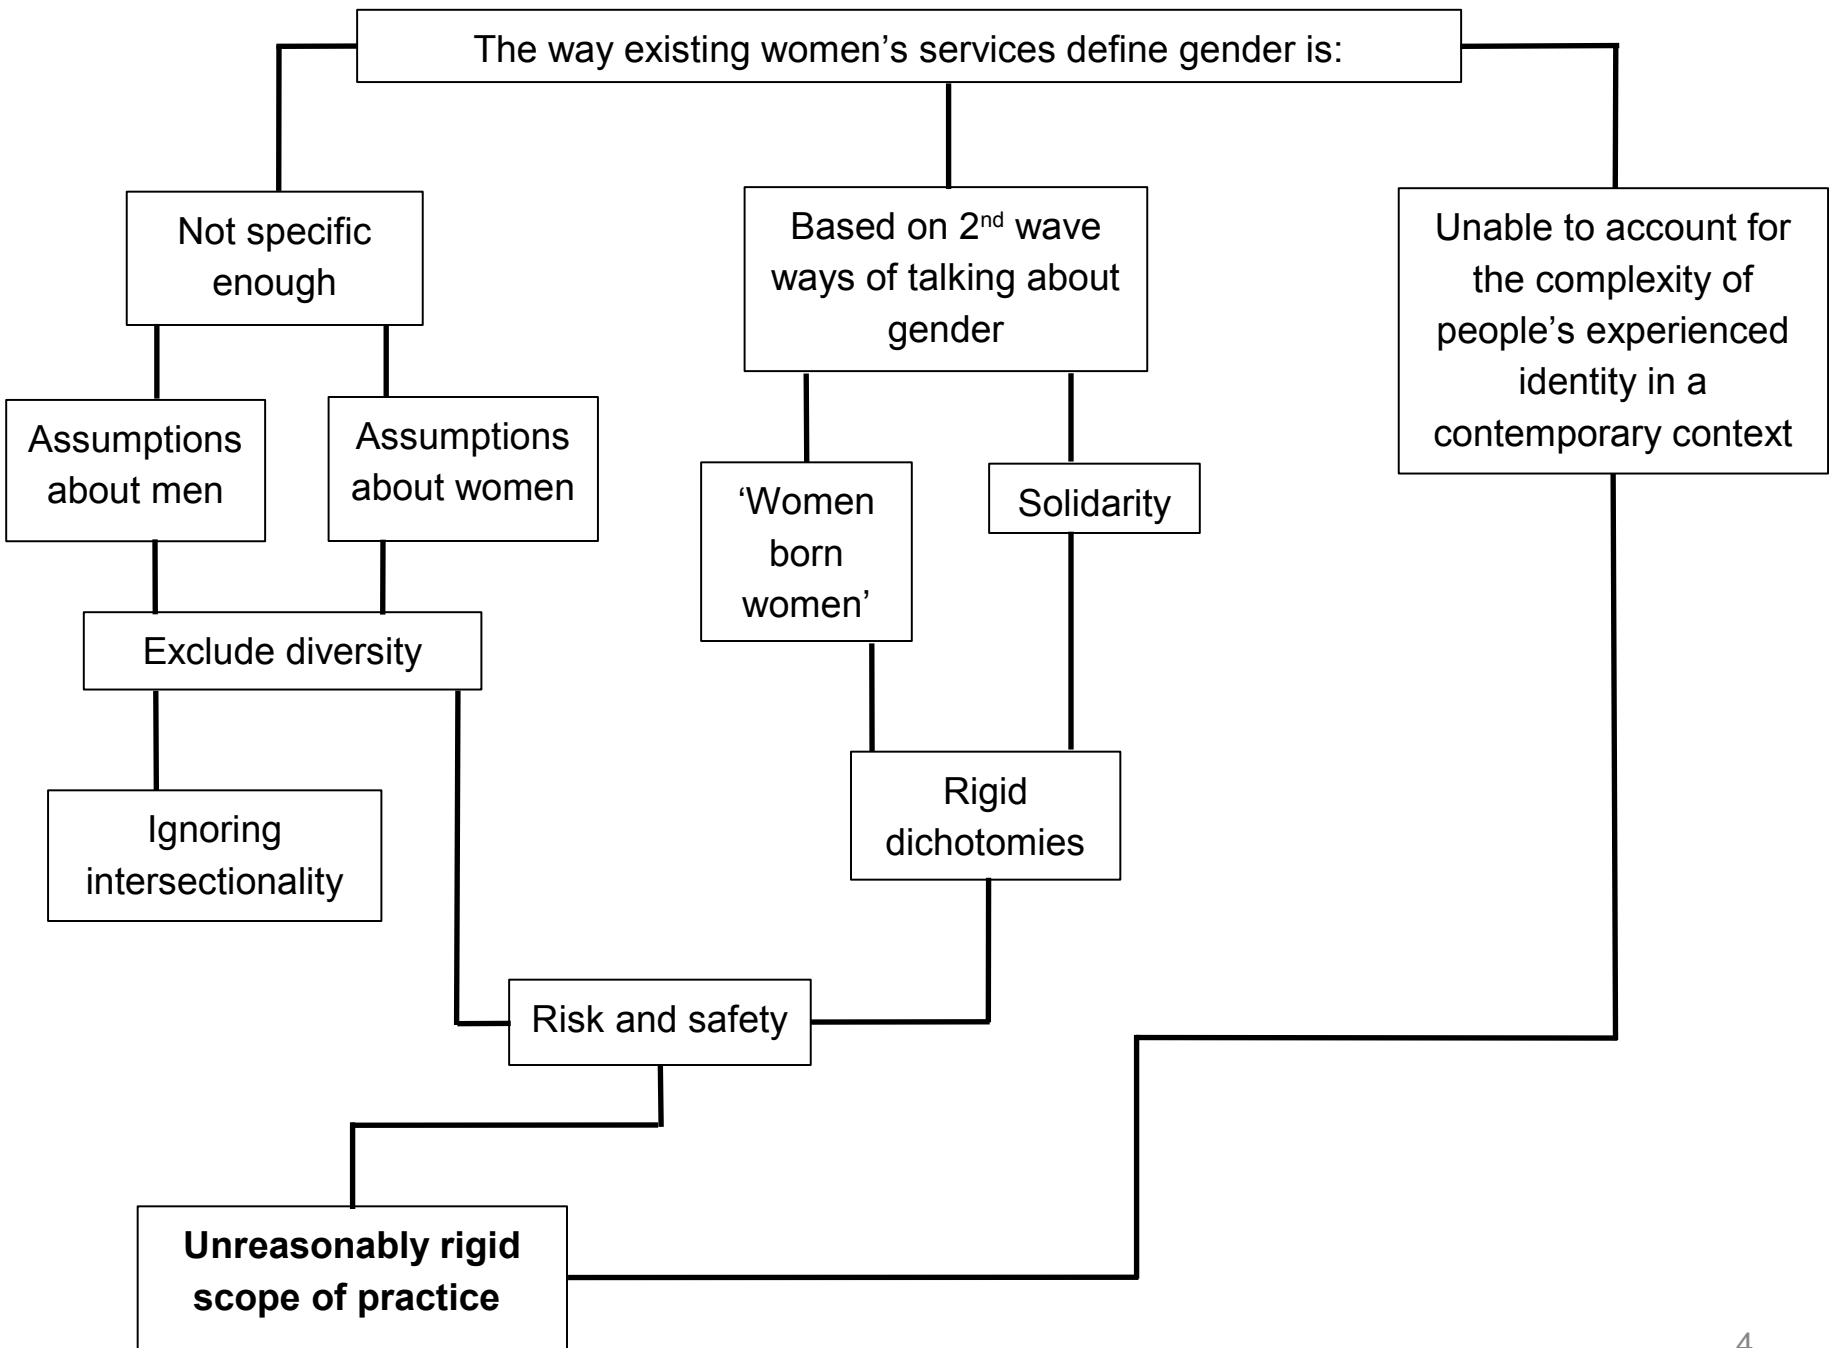 The way existing women’s services define gender is:
Not specific
enough
Based on 2nd wave
ways of talking about
gender
Unable to account for
the complexity of
people’s experienced
identity in a
contemporary context
Assumptions
about men
Assumptions
about women
‘Women
born
women’
Solidarity
Exclude diversity
Rigid
dichotomies
Ignoring
intersectionality
Risk and safety
Unreasonably rigid
scope of practice
4